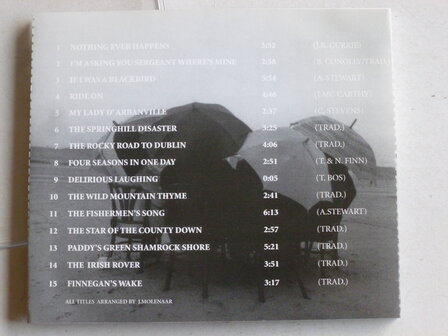 1 NOTHING EVER HAPPENS 3:52 (J.R. CURRIE)
2 I'M ASKING YOU SERGEANT WHERE'S MINE 2:58 (B. CONOLLY/TRAD.)
3 IF I WAS A BLACKBIRD 5:54 (A. STEWART)
4 RIDE ON 4:46 (J. MC CARTHY)
5 MY LADY D' ARBANVILLE 2:37 (C. STEVENS)
6 THE SPRINGHILL DISASTER 3:25 (TRAD.)
7 THE ROCKY ROAD TO DUBLIN 4:06 (TRAD.)
8 FOUR SEASONS IN ONE DAY 2:51 (T. & N. FINN)
9 DELIRIOUS LAUGHING 0:05 (T. BOS)
10 THE WILD MOUNTAIN THYME 2:41 (TRAD.)
11 THE FISHERMEN'S SONG 6:13 (A.STEWART)
12 THE STAR OF THE COUNTY DOWN 2:57 (TRAD.)
13 PADDY'S GREEN SHAMROCK SHORE 5:21 (TRAD.)
14 THE IRISH ROVER 3:51 (TRAD.)
15 FINNEGAN'S WAKE 3:17 (TRAD.)
ALL TITLES ARRANGED BY J.MOLENAAR